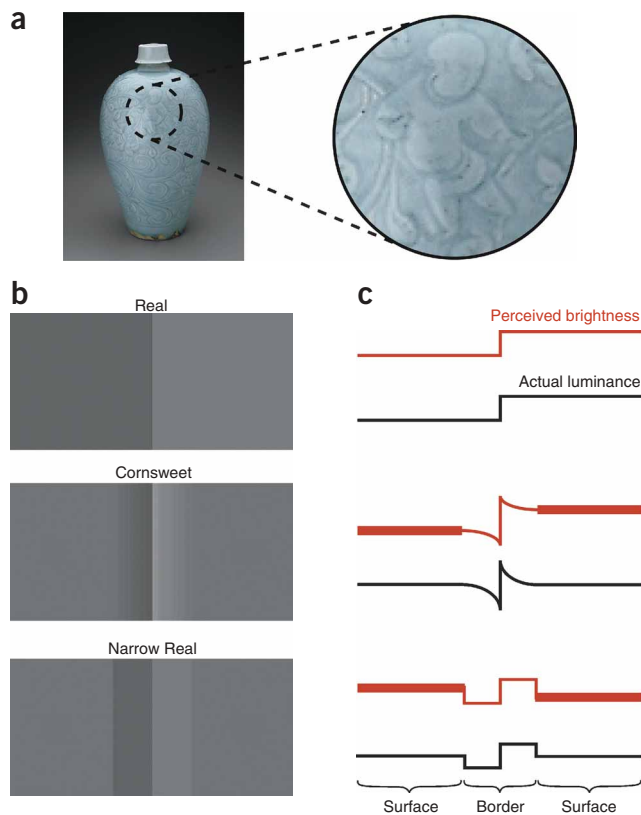 a
b
Real
Cornsweet
Narrow Real
c
Perceived brightness
Actual luminance
Surface Border Surface